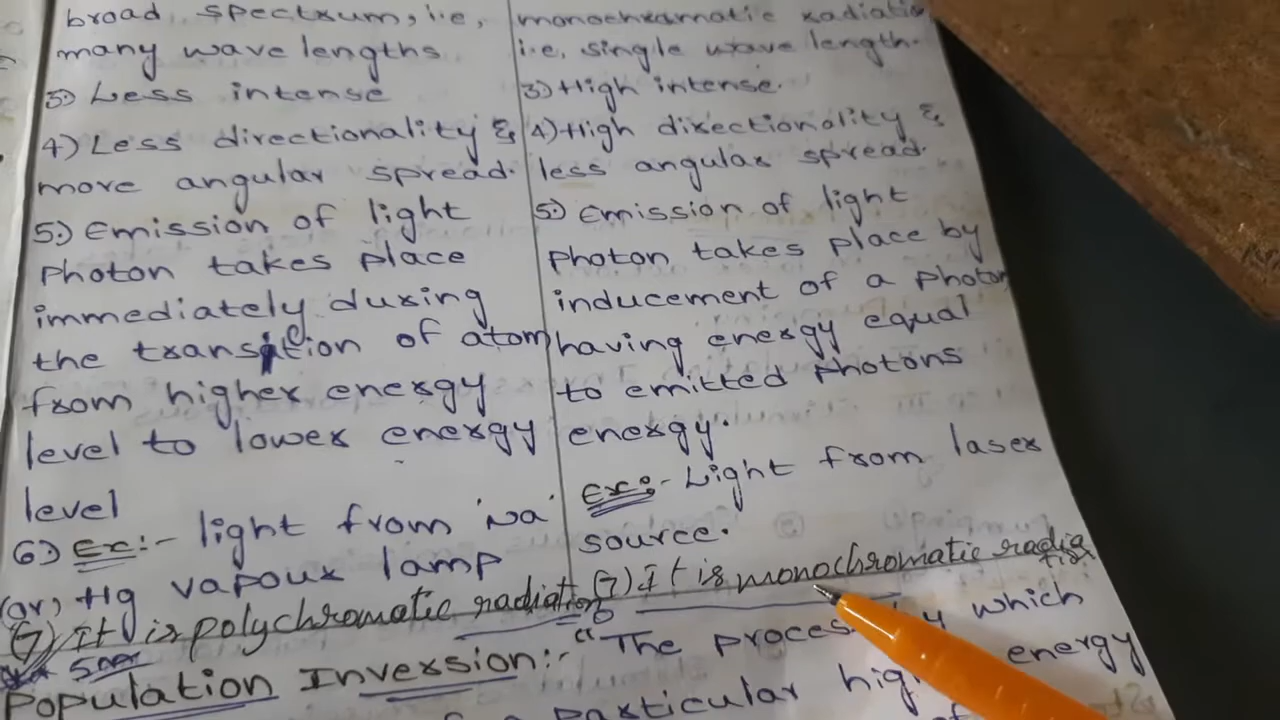 broad spectrum, i.e,
many wave lengths
3.) Less intense
4.) Less directionality &
more angular spread.
5.) Emission of light
photon takes place
immediately during
the transition of atom
from higher energy
level to lower energy
level
6.) Ex:- light from 'Na'
(or) Hg vapour lamp
(7) It is polychromatic radiation
monochromatic radiatio
i.e, single wave length.
3.) High intense.
4.) High directionality &
less angular spread.
5.) Emission of light
photon takes place by
inducement of a photon
having energy equal
to emitted photons
energy.
Ex:- Light from laser
source.
(7) It is monochromatic radia
tion
Population Inversion:- "The process by which
particular high energy